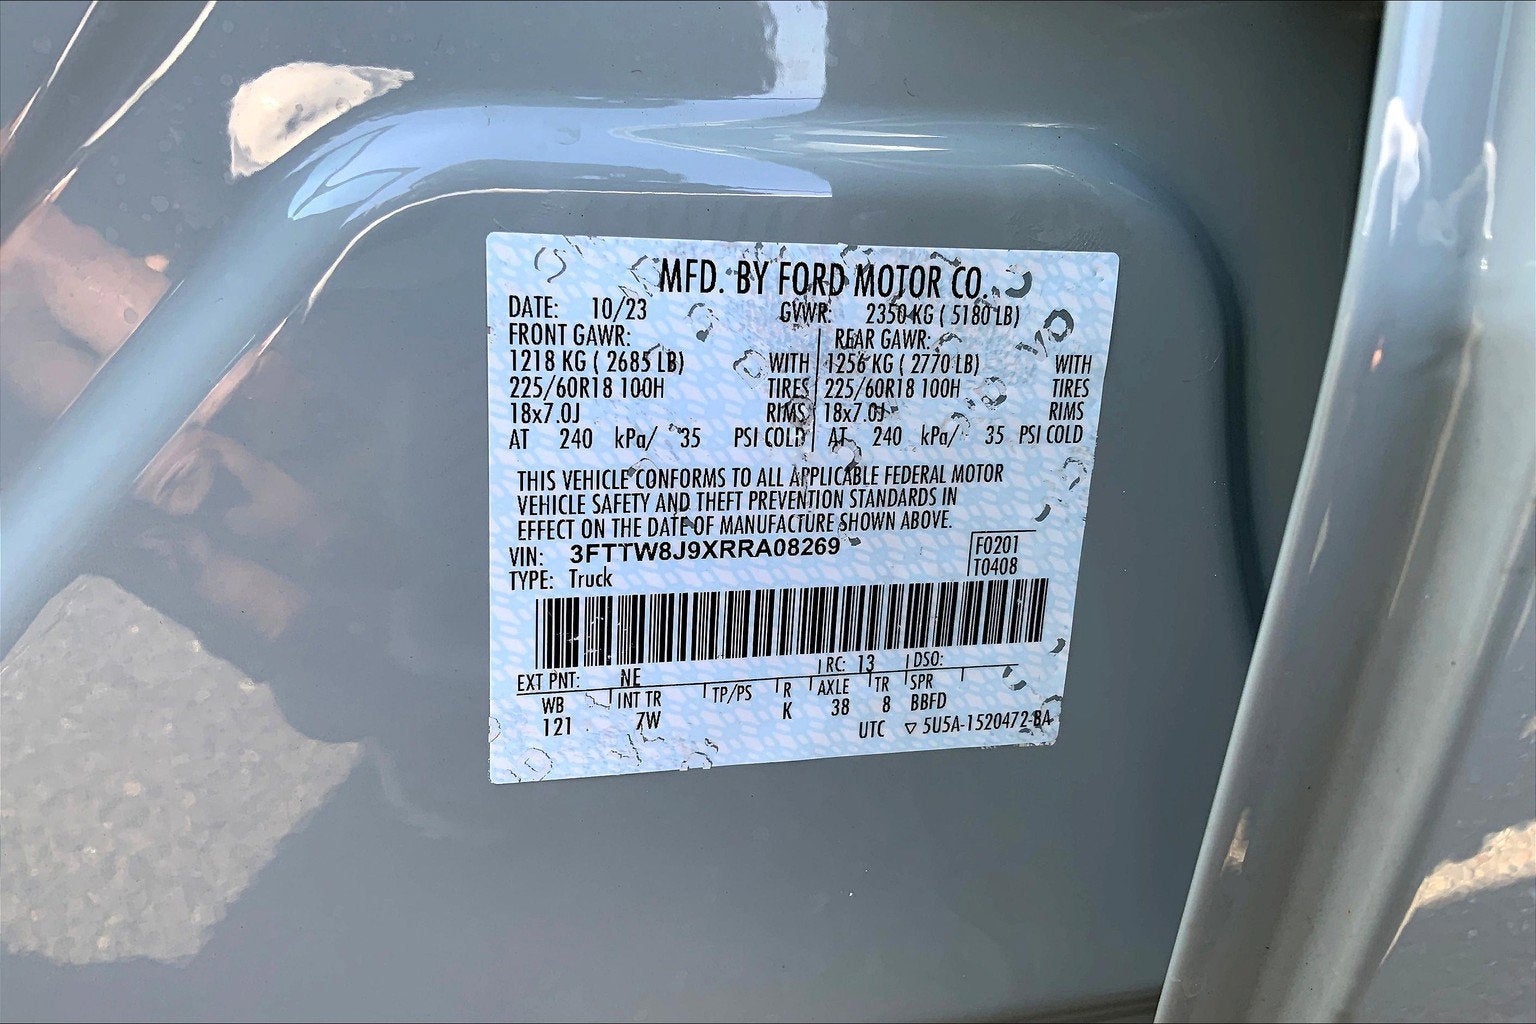 MFD. BY FORD MOTOR CO.
DATE: 10/23 GVWR: 2350 KG ( 5180 LB)
FRONT GAWR: REAR GAWR:
1218 KG ( 2685 LB) WITH 1256 KG ( 2770 LB) WITH
225/60R18 100H TIRES 225/60R18 100H TIRES
18x7.0J RIMS 18x7.0J RIMS
AT 240 kPa/ 35 PSI COLD AT 240 kPa/ 35 PSI COLD
THIS VEHICLE CONFORMS TO ALL APPLICABLE FEDERAL MOTOR
VEHICLE SAFETY AND THEFT PREVENTION STANDARDS IN
EFFECT ON THE DATE OF MANUFACTURE SHOWN ABOVE.
VIN: 3FTTW8J9XRRA08269 F0201
TYPE: Truck T0408
EXT PNT: NE RC: 13 DSO:
WB INT TR TP/PS R AXLE TR SPR
121 7W K 38 8 BBFD
UTC ▽ 5U5A-1520472-BA